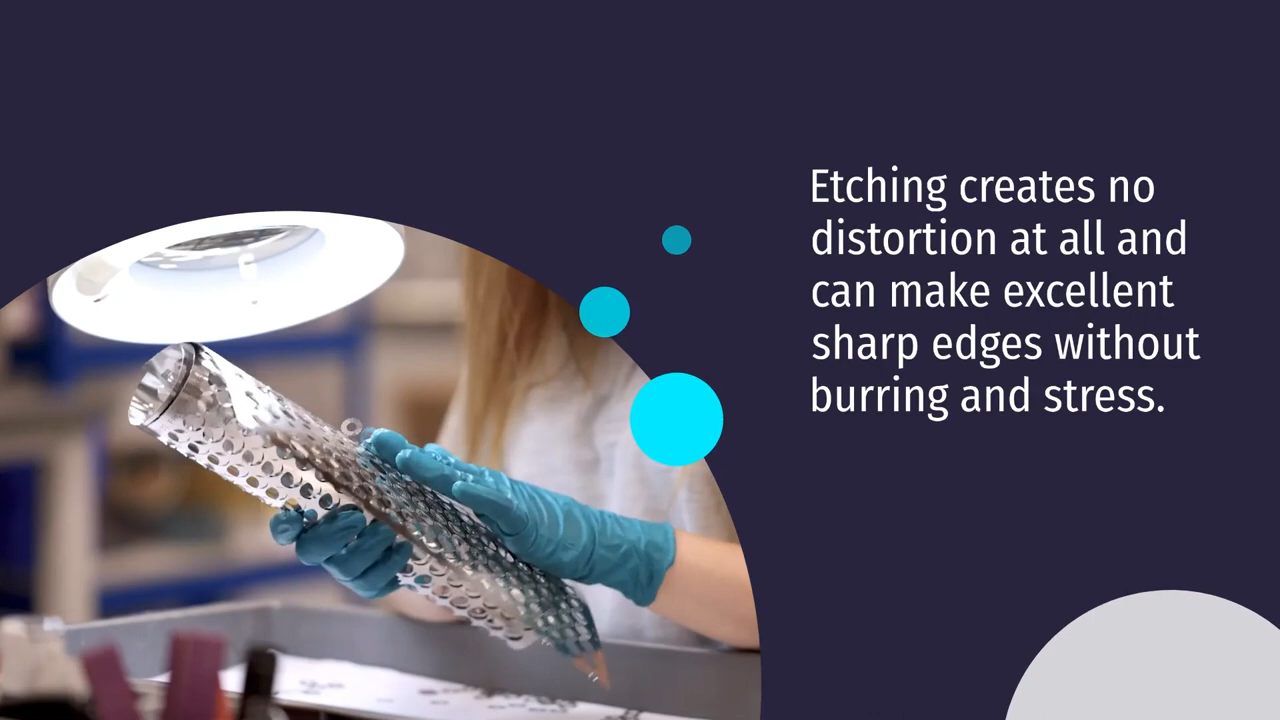 Etching creates no
distortion at all and
can make excellent
sharp edges without
burring and stress.